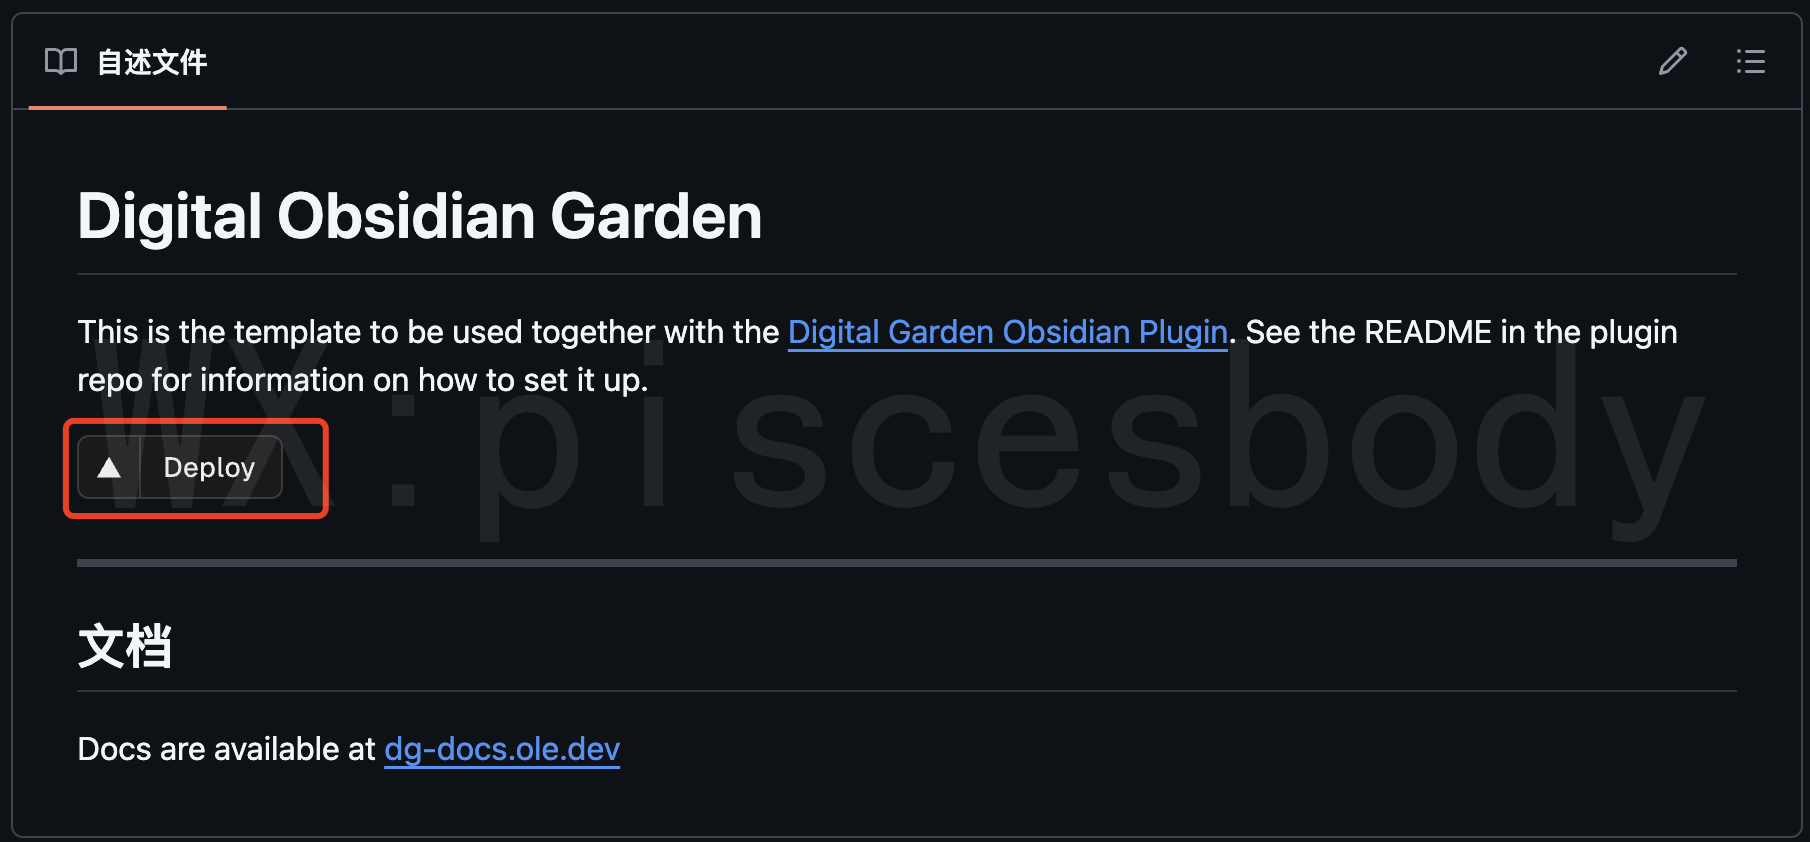 自述文件
Digital Obsidian Garden
This is the template to be used together with the Digital Garden Obsidian Plugin. See the README in the plugin
repo for information on how to set it up.
WX:piscesbody
Deploy
文档
Docs are available at dg-docs.ole.dev